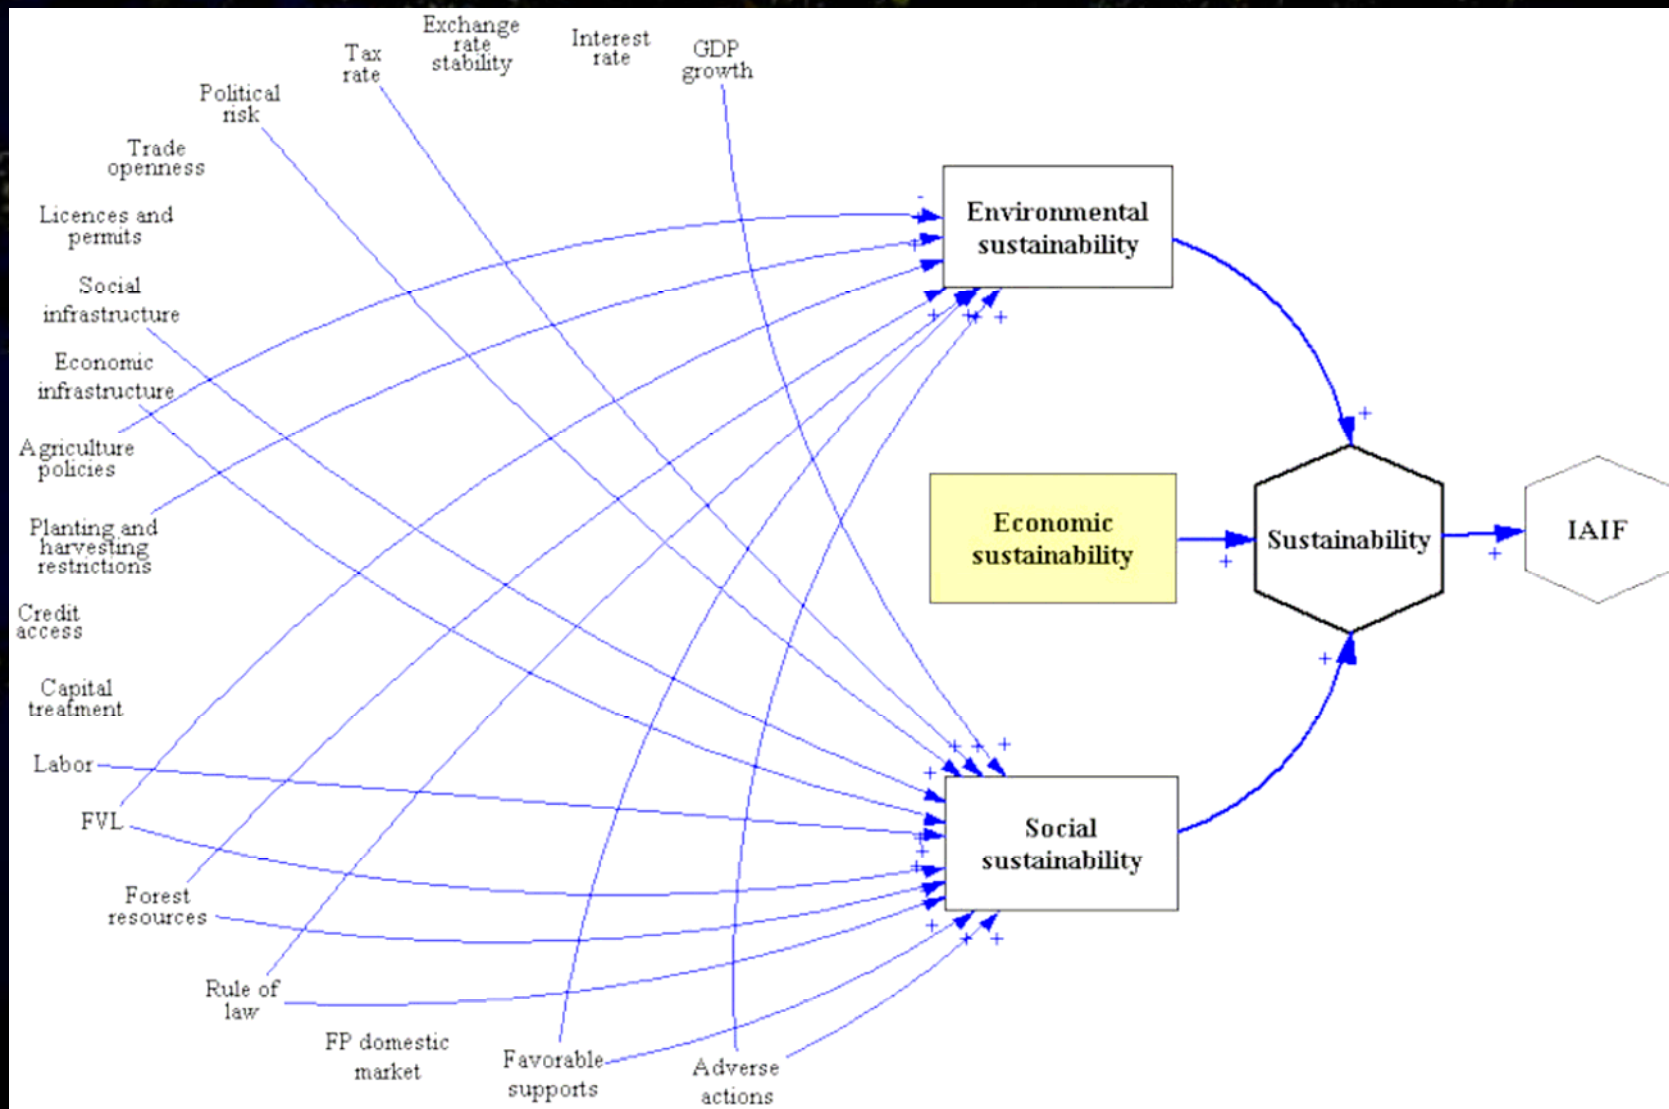 Exchange
rate
stability
Interest
rate
GDP
growth
Tax
rate
Political
risk
Trade
openness
Licences and
permits
Social
infrastructure
Economic
infrastructure
Agriculture
policies
Planting and
harvesting
restrictions
Credit
access
Capital
treatment
Labor
FVL
Forest
resources
Rule of
law
FP domestic
market
Favorable
supports
Adverse
actions
Environmental
sustainability
Economic
sustainability
Social
sustainability
Sustainability
IAIF